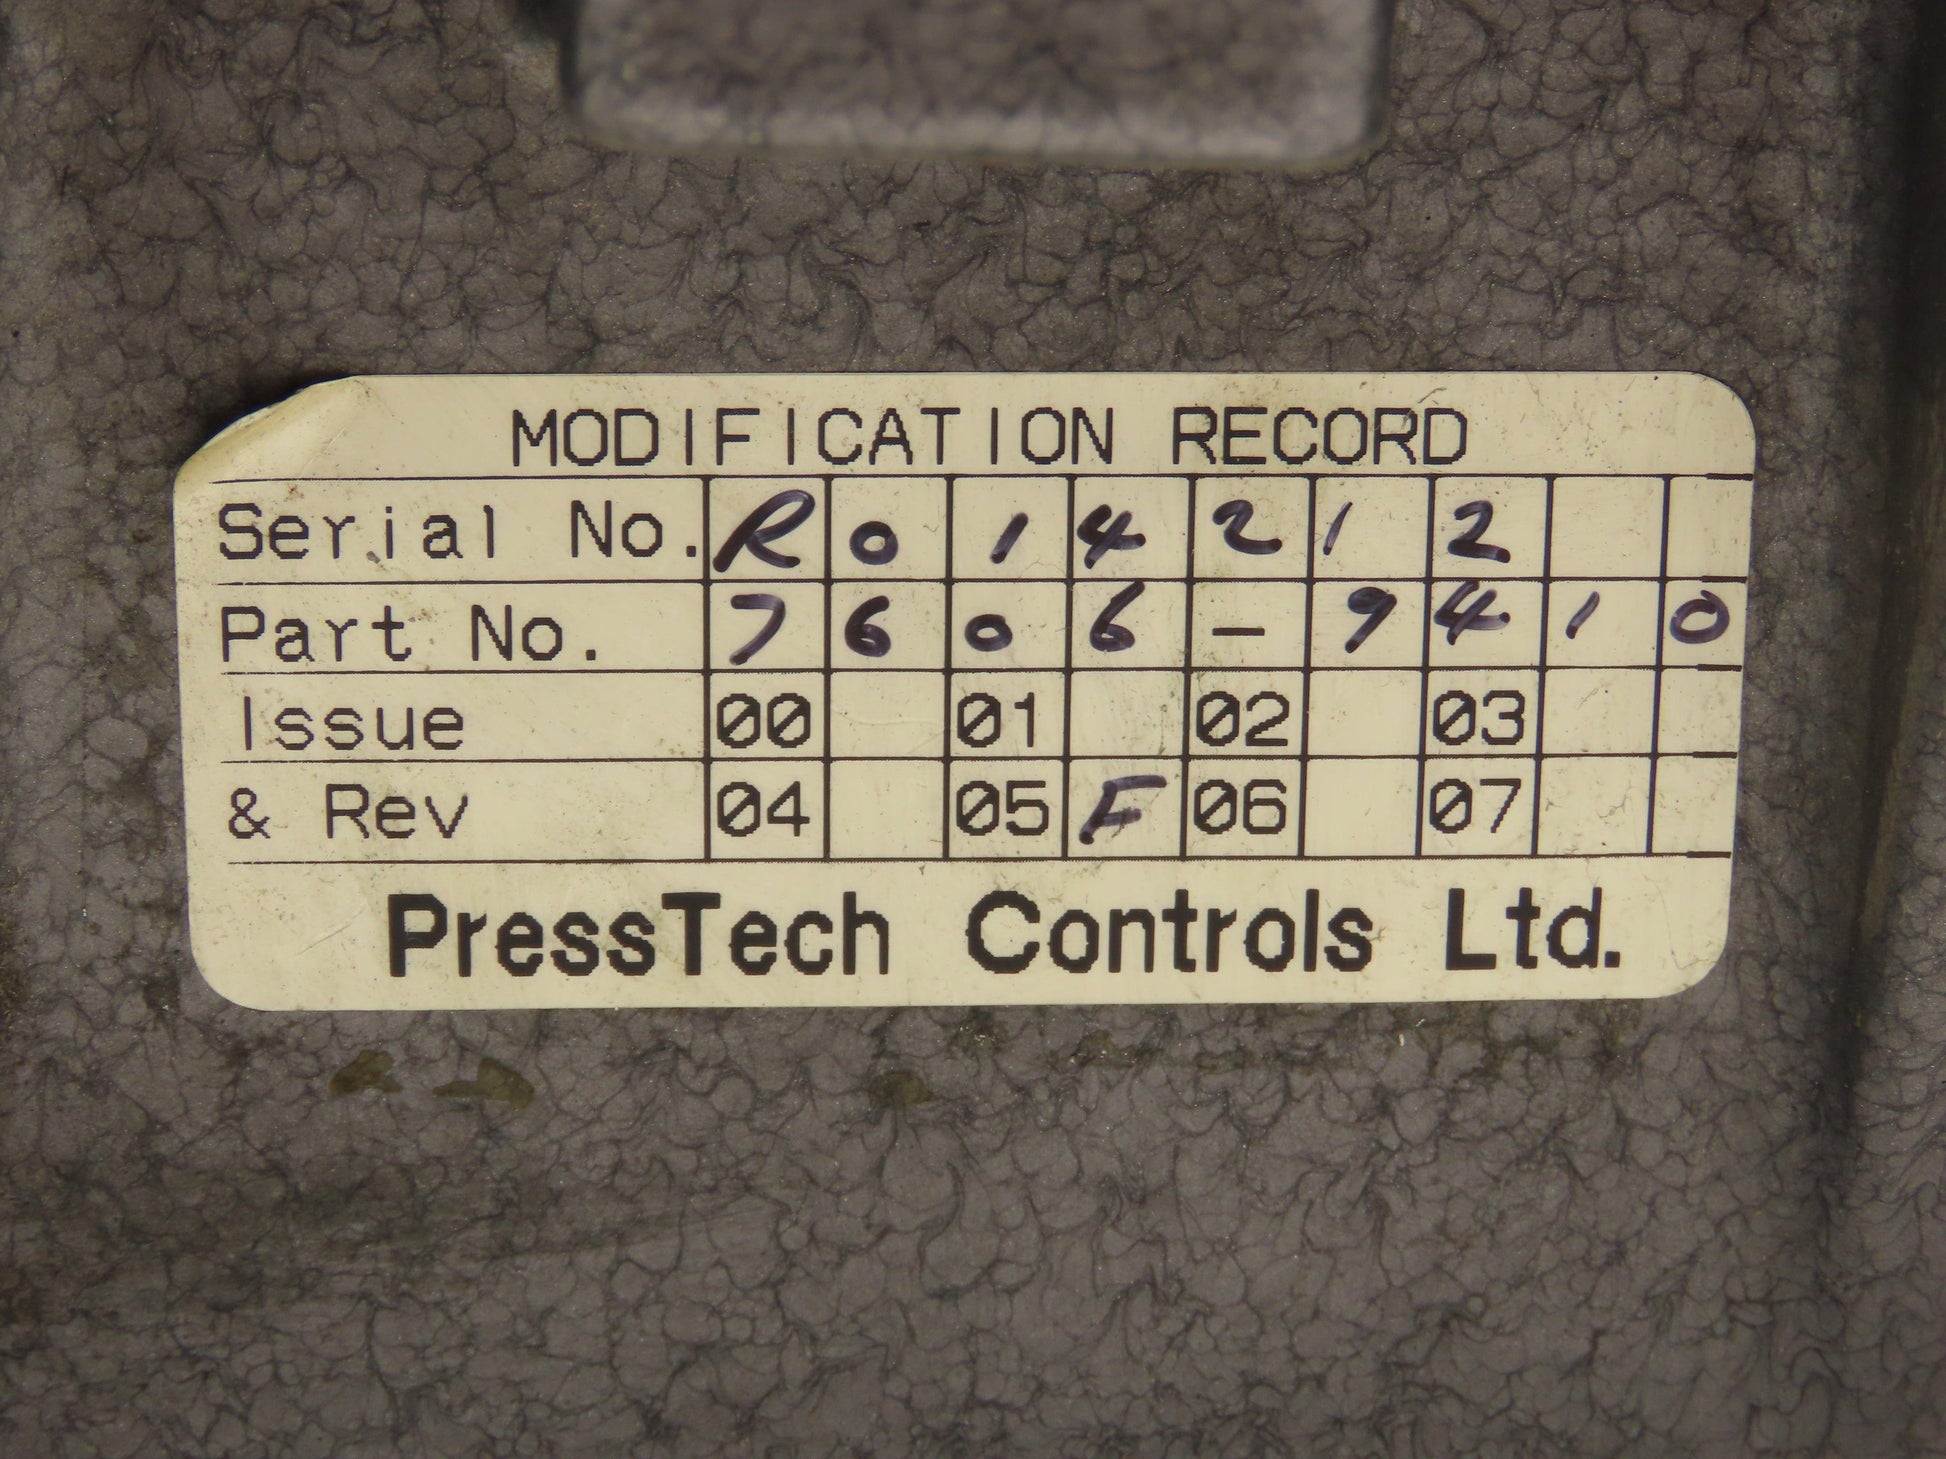 MODIFICATION RECORD
Serial No. R 0 1 4 2 1 2
Part No. 7 6 0 6 - 9 4 1 0
Issue 00 01 02 03
& Rev 04 05 F 06 07
PressTech Controls Ltd.